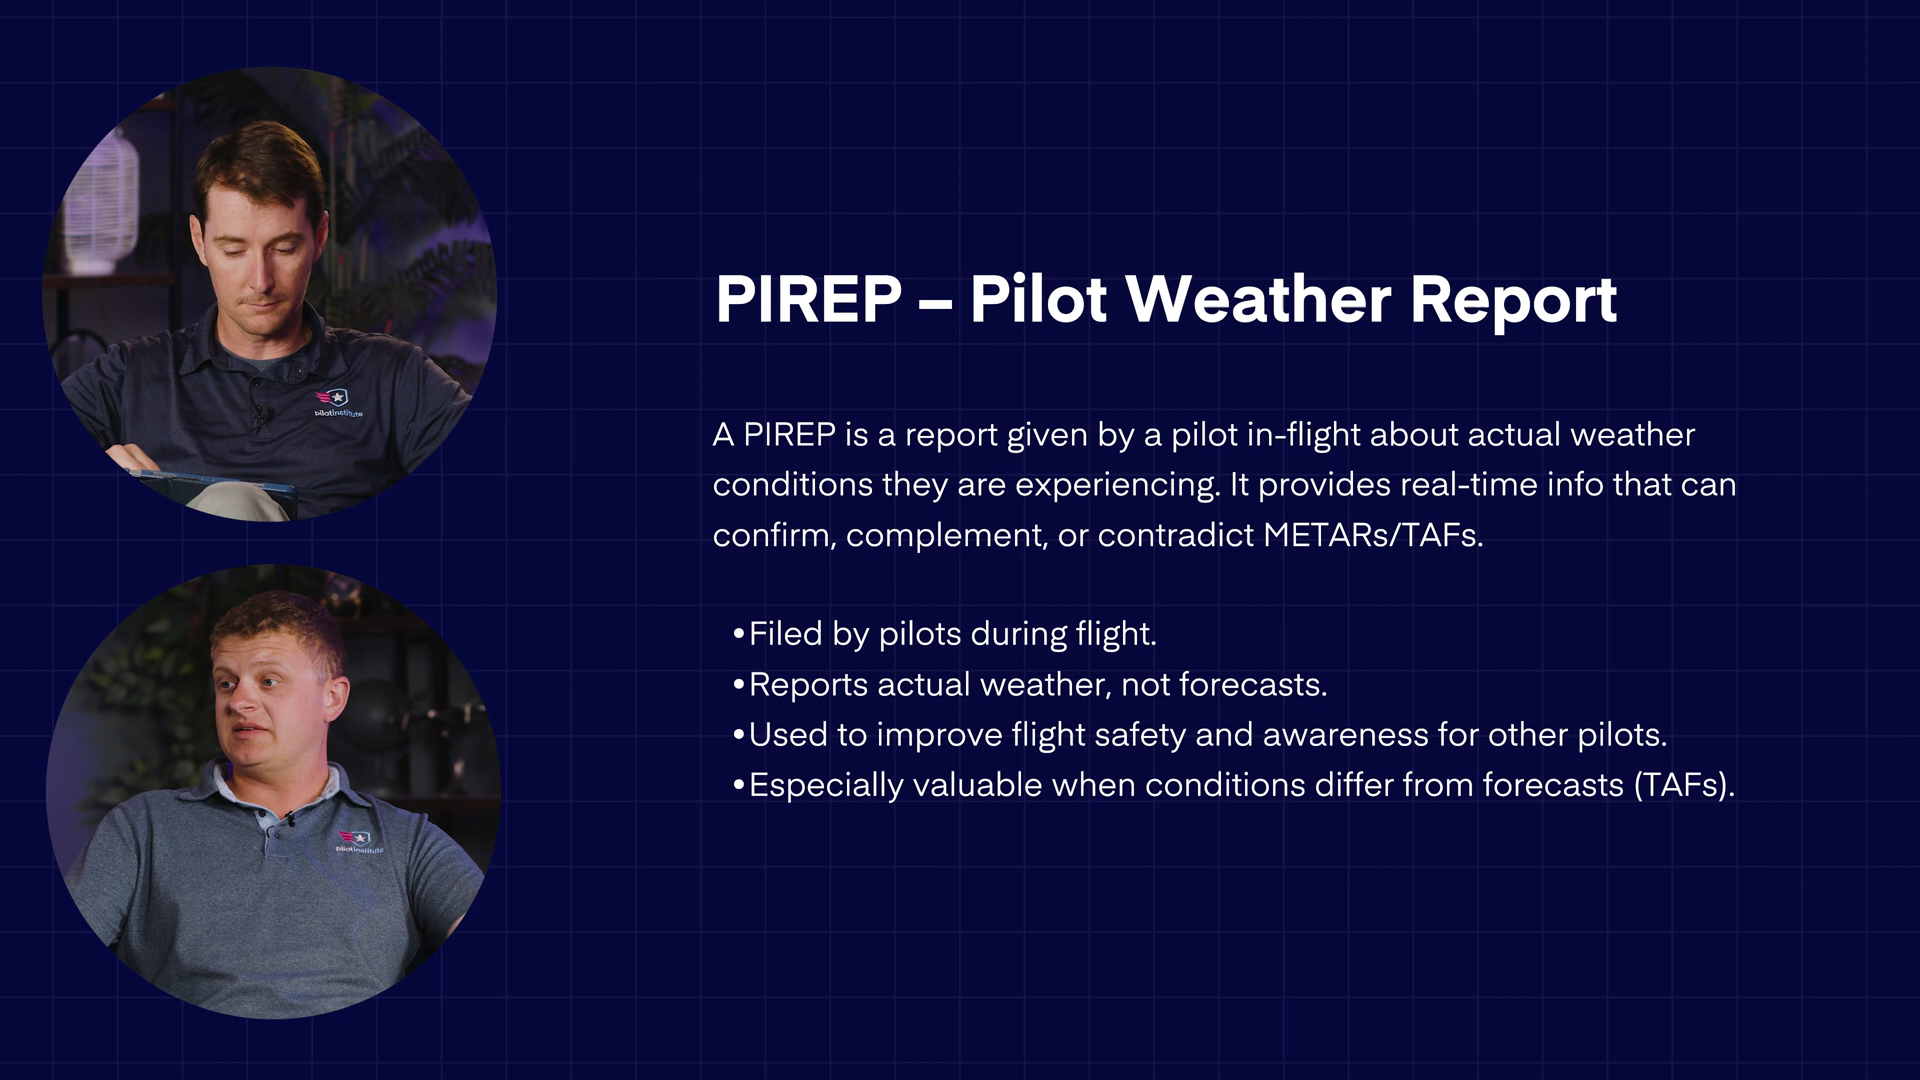 PIREP – Pilot Weather Report
A PIREP is a report given by a pilot in-flight about actual weather
conditions they are experiencing. It provides real-time info that can
confirm, complement, or contradict METARs/TAFs.
•Filed by pilots during flight.
•Reports actual weather, not forecasts.
•Used to improve flight safety and awareness for other pilots.
•Especially valuable when conditions differ from forecasts (TAFs).
pilotinstitute
pilotinstitute